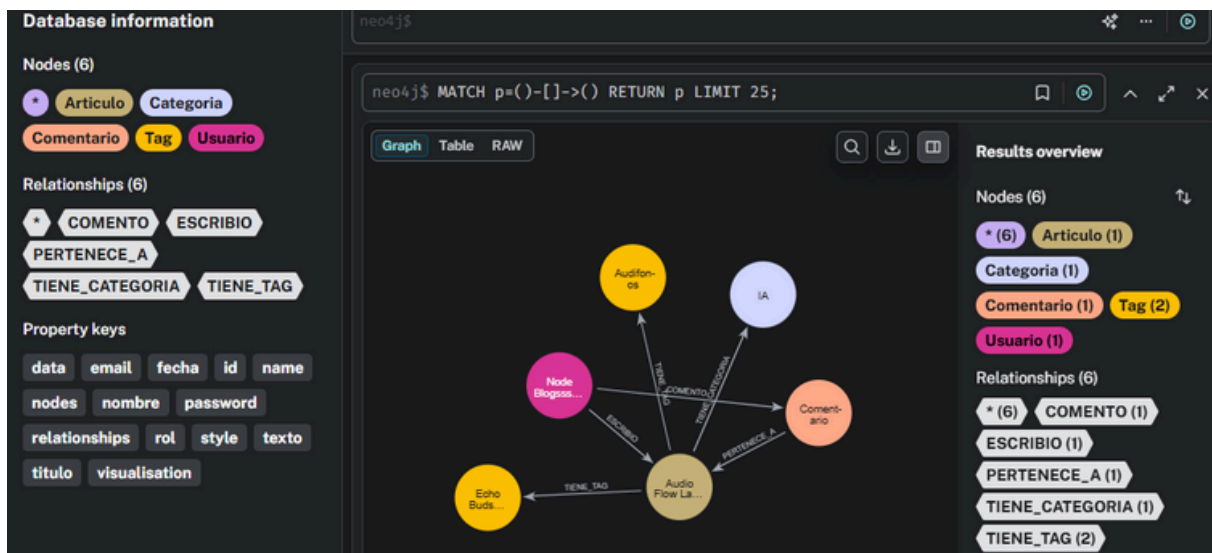 Database information
Nodes (6)
* Articulo Categoria
Comentario Tag Usuario
Relationships (6)
* COMENTO ESCRIBIO
PERTENECE_A
TIENE_CATEGORIA TIENE_TAG
Property keys
data email fecha id name
nodes nombre password
relationships rol style texto
titulo visualisation
neo4j$
neo4j$ MATCH p=()-[]->() RETURN p LIMIT 25;
Graph Table RAW
Audifon-
os
IA
TIENE_TAG
TIENE_CATEGORIA
Node
Blogsss...
COMENTO
Coment-
ario
ESCRIBIO
PERTENECE_A
Audio
Flow La...
TIENE_TAG
Echo
Buds...
Results overview
Nodes (6)
* (6) Articulo (1)
Categoria (1)
Comentario (1) Tag (2)
Usuario (1)
Relationships (6)
* (6) COMENTO (1)
ESCRIBIO (1)
PERTENECE_A (1)
TIENE_CATEGORIA (1)
TIENE_TAG (2)